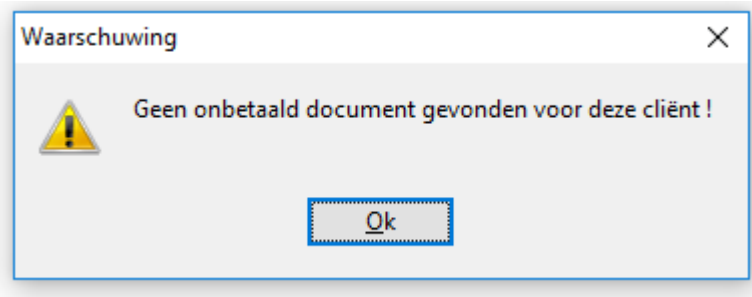 Waarschuwing
Geen onbetaald document gevonden voor deze cliënt !
Ok